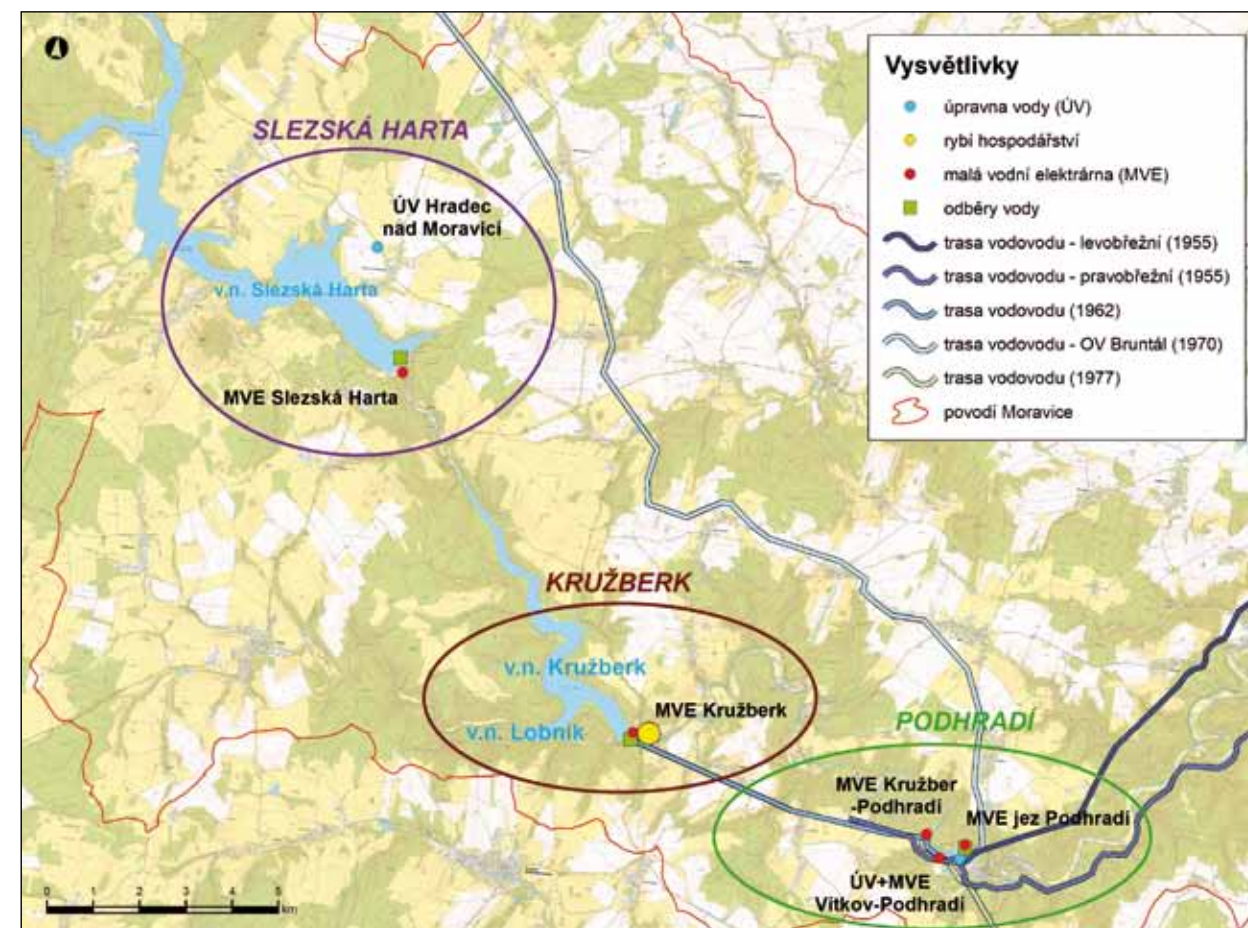 Vysvětlivky
úpravna vody (ÚV)
rybí hospodářství
malá vodní elektrárna (MVE)
odběry vody
trasa vodovodu - levobřežní (1955)
trasa vodovodu - pravobřežní (1955)
trasa vodovodu (1962)
trasa vodovodu - OV Bruntál (1970)
trasa vodovodu (1977)
povodí Moravice
SLEZSKÁ HARTA
ÚV Hradec
nad Moravicí
v.n. Slezská Harta
MVE Slezská Harta
KRUŽBERK
v.n. Kružberk
v.n. Lobník
MVE Kružberk
PODHRADÍ
MVE Kružber
-Podhradí
MVE jez Podhradí
ÚV+MVE
Vítkov-Podhradí
0 1 2 3 4 5
km